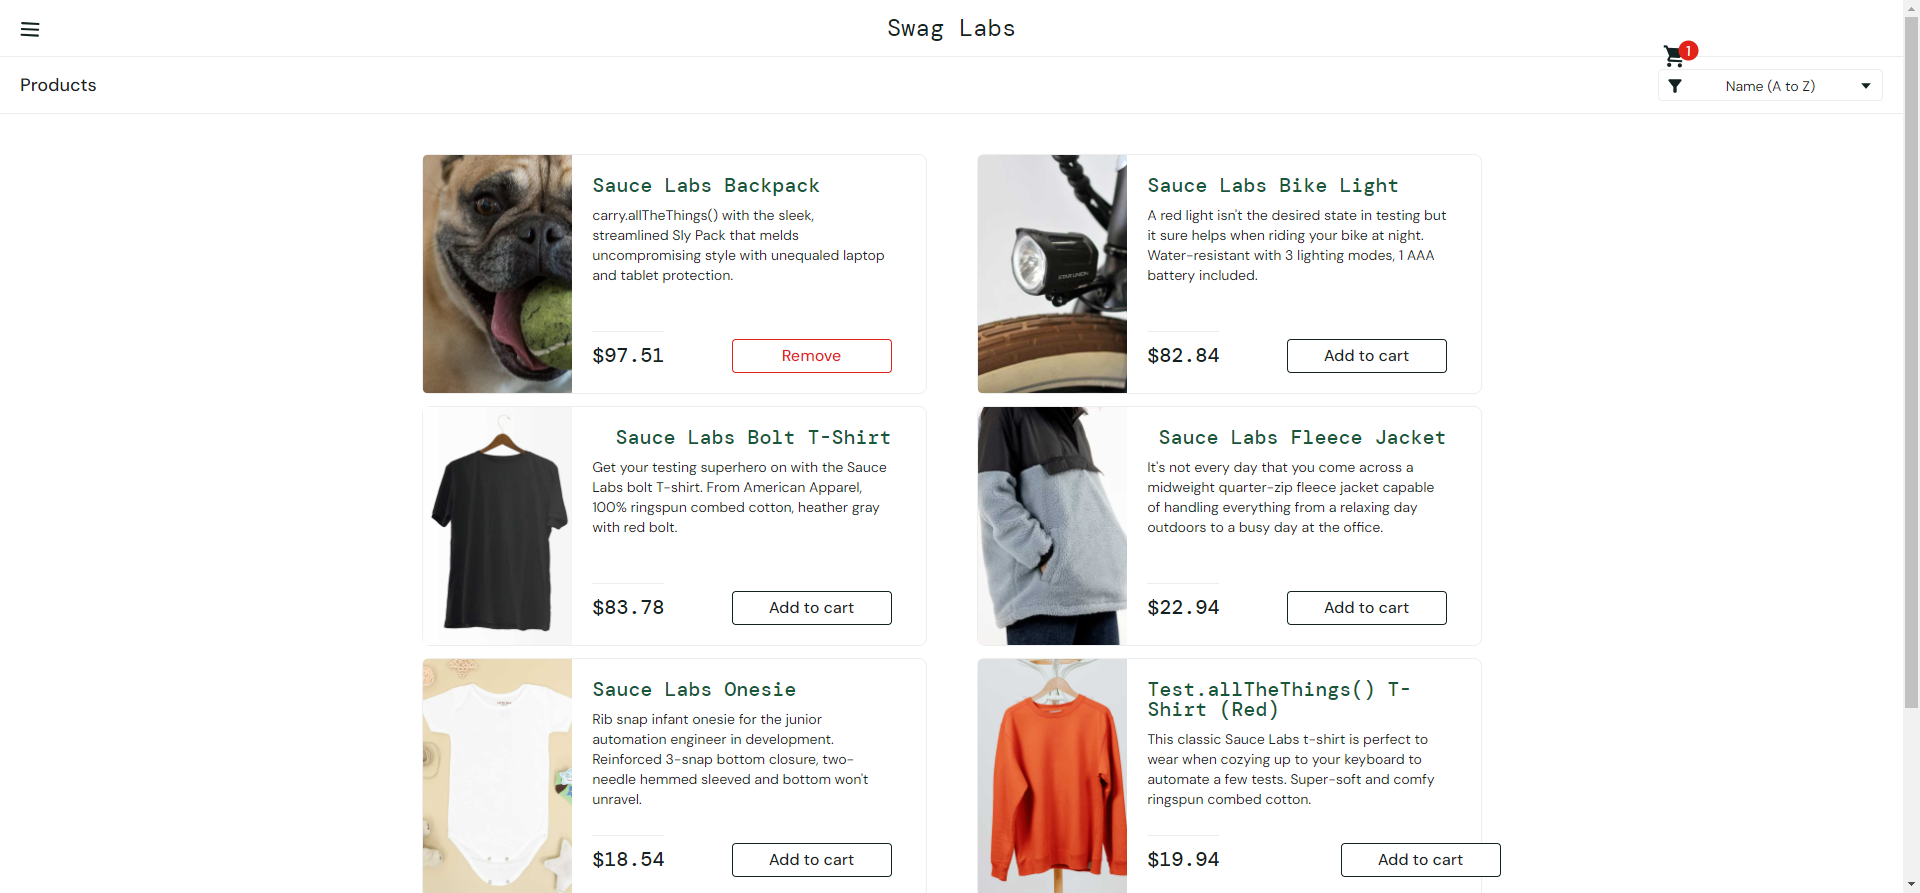 Swag Labs
1
Products
Name (A to Z)
Sauce Labs Backpack
carry.allTheThings() with the sleek,
streamlined Sly Pack that melds
uncompromising style with unequaled laptop
and tablet protection.
$97.51
Remove
STAR UNION
Sauce Labs Bike Light
A red light isn't the desired state in testing but
it sure helps when riding your bike at night.
Water-resistant with 3 lighting modes, 1 AAA
battery included.
$82.84
Add to cart
Sauce Labs Bolt T-Shirt
Get your testing superhero on with the Sauce
Labs bolt T-shirt. From American Apparel,
100% ringspun combed cotton, heather gray
with red bolt.
$83.78
Add to cart
Sauce Labs Fleece Jacket
It's not every day that you come across a
midweight quarter-zip fleece jacket capable
of handling everything from a relaxing day
outdoors to a busy day at the office.
$22.94
Add to cart
Sauce Labs Onesie
Rib snap infant onesie for the junior
automation engineer in development.
Reinforced 3-snap bottom closure, two-
needle hemmed sleeved and bottom won't
unravel.
$18.54
Add to cart
Test.allTheThings() T-
Shirt (Red)
This classic Sauce Labs t-shirt is perfect to
wear when cozying up to your keyboard to
automate a few tests. Super-soft and comfy
ringspun combed cotton.
$19.94
Add to cart